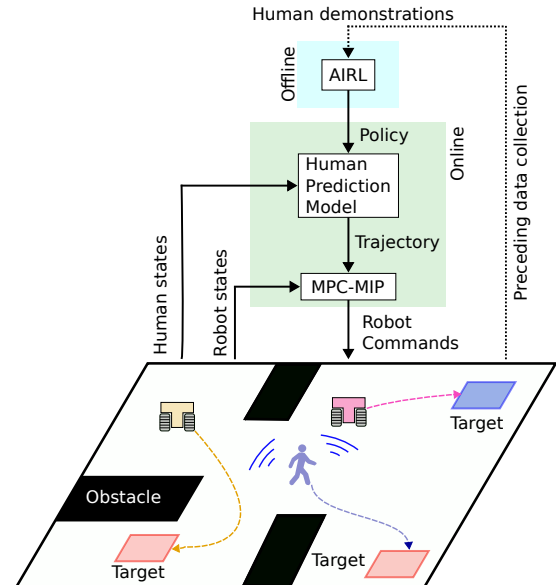 Human demonstrations
Offline
AIRL
Policy
Online
Preceding data collection
Human
Prediction
Model
Trajectory
Human states
Robot states
MPC-MIP
Robot
Commands
Target
Obstacle
Target
Target